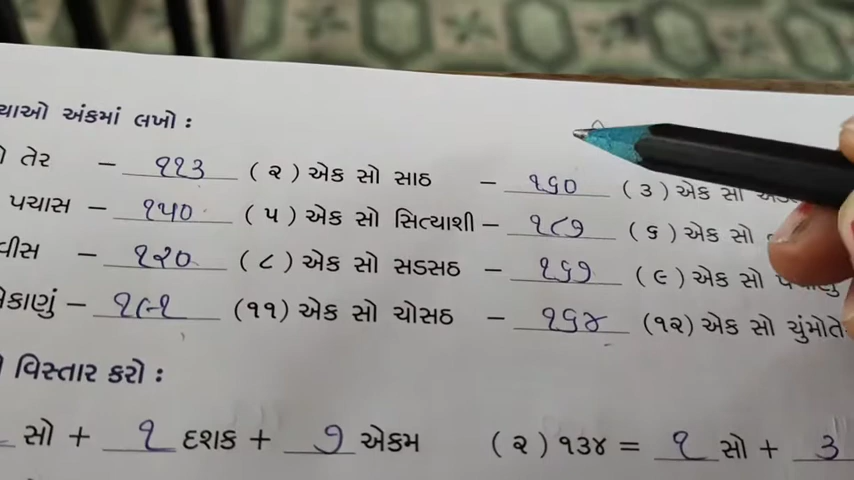 અંકમાં લખો :
તેર - ૧૧૩ (૨) એક સો સાઠ - ૧૬૦ (૩) એક સો
પચાસ - ૧૫૦ (૫) એક સો સિત્યાશી - ૧૮૭ (૬) એક સો
વીસ - ૧૨૦ (૮) એક સો સડસઠ - ૧૬૭ (૯) એક સો
૧૯૧ (૧૧) એક સો ચોસઠ - ૧૬૪ (૧૨) એક સો ચુંમોતે
વિસ્તાર કરો :
સો + ૧ દશક + ૭ એકમ (૨) ૧૩૪ = ૧ સો + ૩